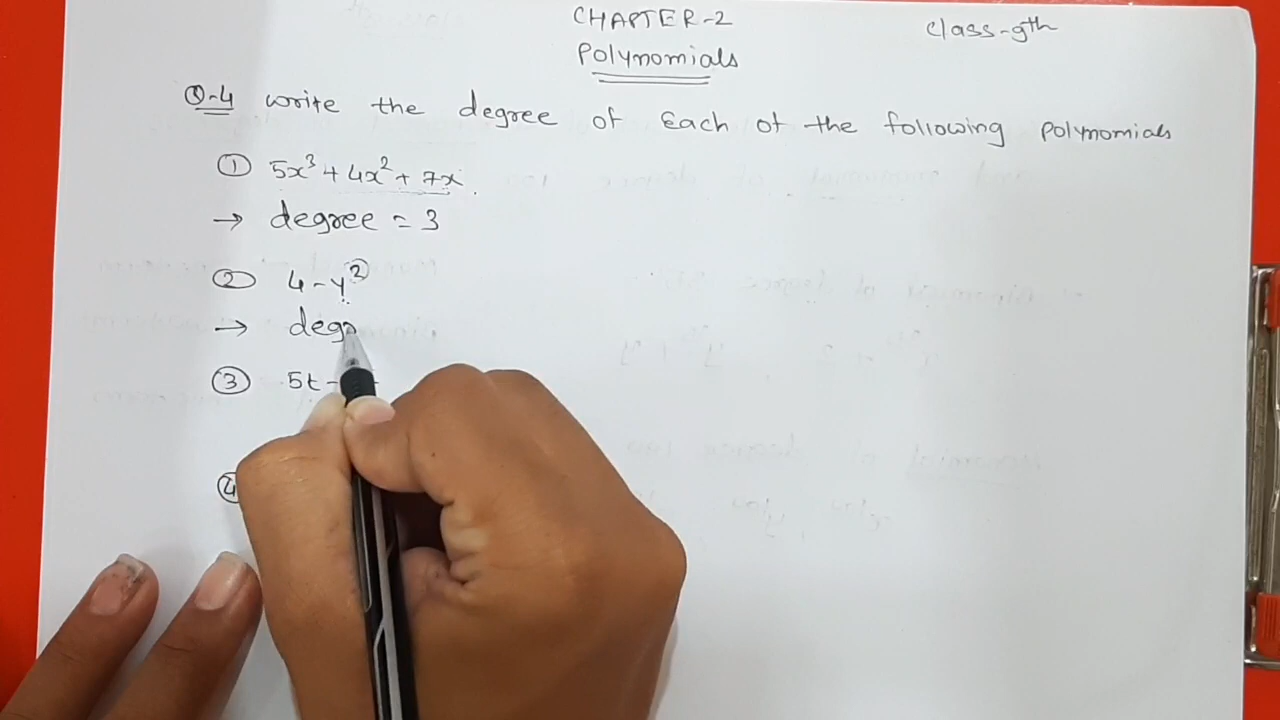 CHAPTER-2
Class-9th
Polynomials
Q-4 Write the degree of Each of the following Polynomials
① 5x³ + 4x² + 7x.
→ degree = 3
② 4-y²
→ deg
③ 5t -
④